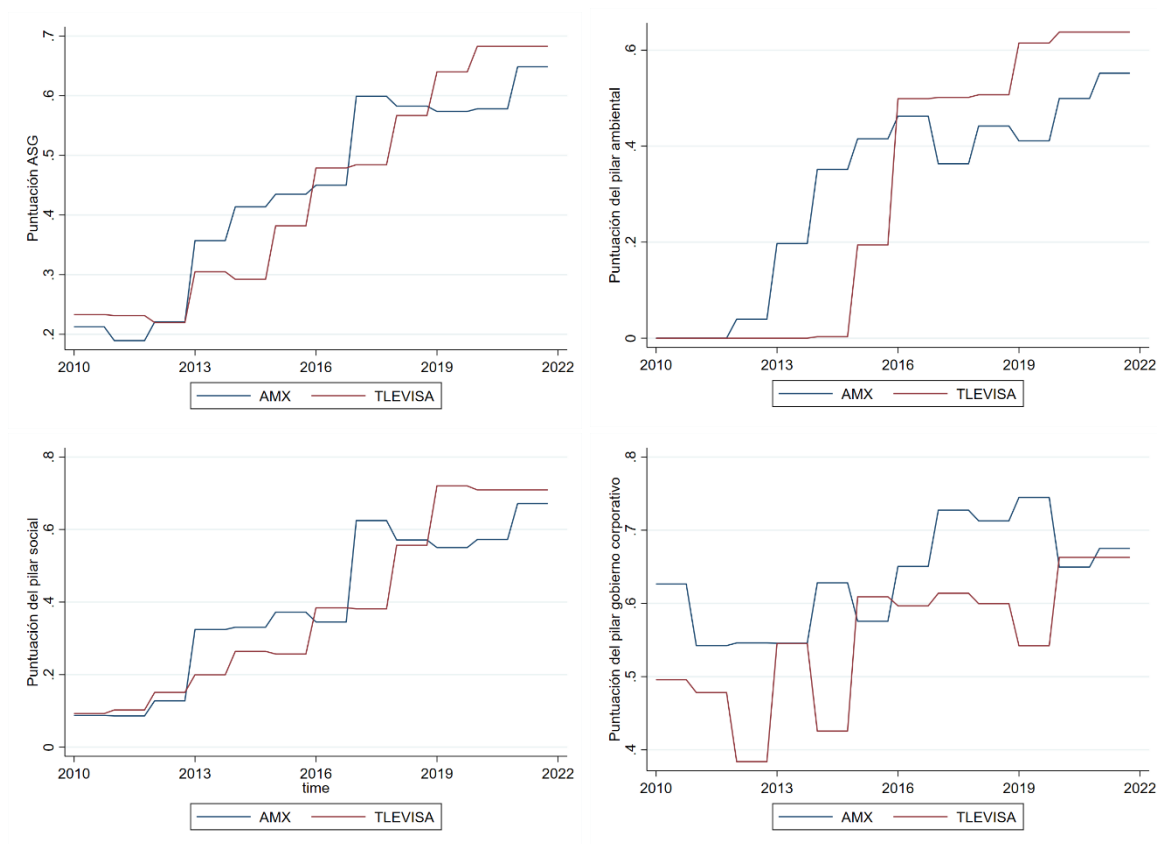 Puntuación ASG
.7
.6
.5
.4
.3
.2
2010 2013 2016 2019 2022
AMX TLEVISA
Puntuación del pilar ambiental
.6
.4
.2
0
2010 2013 2016 2019 2022
AMX TLEVISA
Puntuación del pilar social
.8
.6
.4
.2
0
2010 2013 2016 2019 2022
time
AMX TLEVISA
Puntuación del pilar gobierno corporativo
.8
.7
.6
.5
.4
2010 2013 2016 2019 2022
AMX TLEVISA